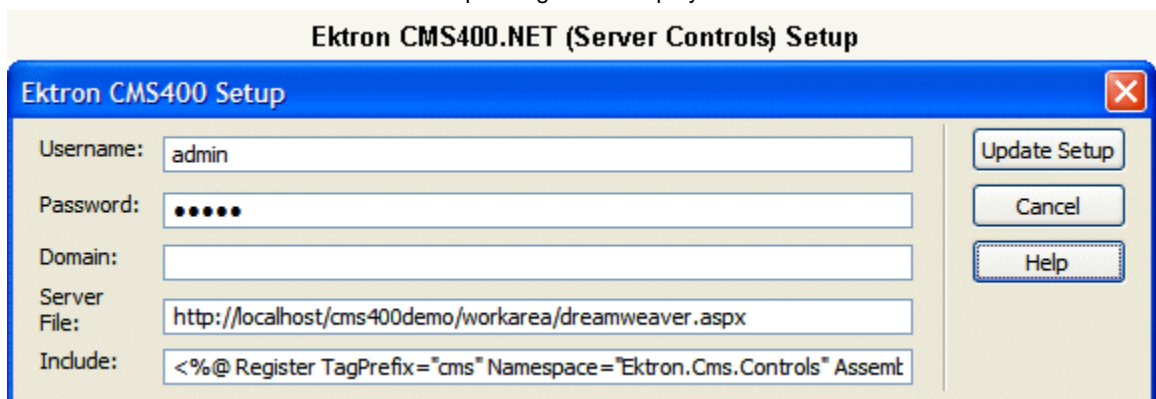 Ektron CMS400.NET (Server Controls) Setup
Ektron CMS400 Setup
Username: admin
Update Setup
Password: •••••
Cancel
Domain:
Help
Server File: http://localhost/cms400demo/workarea/dreamweaver.aspx
Include: <%@ Register TagPrefix="cms" Namespace="Ektron.Cms.Controls" Assemb